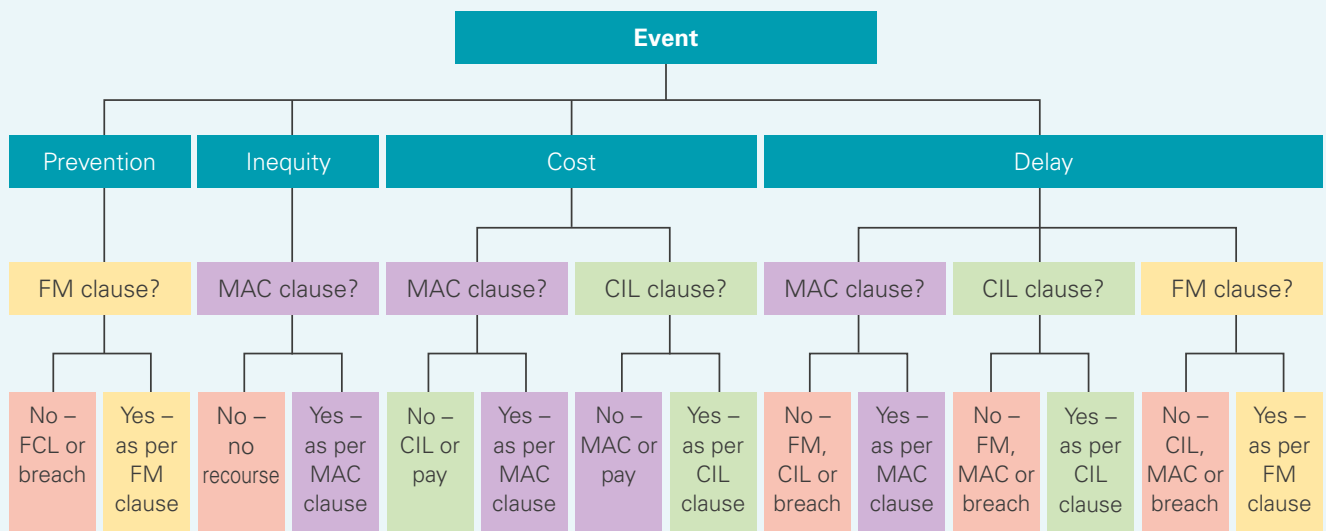 Event
Prevention
Inequity
Cost
Delay
FM clause?
MAC clause?
MAC clause?
CIL clause?
MAC clause?
CIL clause?
FM clause?
No –
FCL or
breach
Yes –
as per
FM
clause
No –
no
recourse
Yes –
as per
MAC
clause
No –
CIL or
pay
Yes –
as per
MAC
clause
No –
MAC or
pay
Yes –
as per
CIL
clause
No –
FM,
CIL or
breach
Yes –
as per
MAC
clause
No –
FM,
MAC or
breach
Yes –
as per
CIL
clause
No –
CIL,
MAC or
breach
Yes –
as per
FM
clause